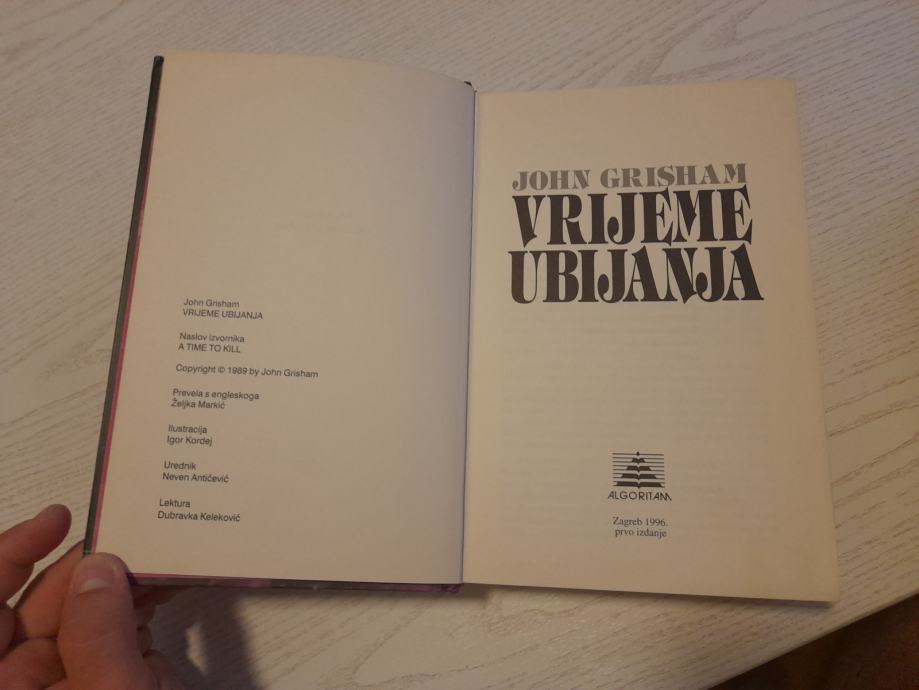 John Grisham
VRIJEME UBIJANJA
Naslov izvornika
A TIME TO KILL
Copyright © 1989 by John Grisham
Prevela s engleskoga
Željka Markić
Ilustracija
Igor Kordej
Urednik
Neven Antičević
Lektura
Dubravka Keleković
JOHN GRISHAM
VRIJEME
UBIJANJA
ALGORITAM
Zagreb 1996.
prvo izdanje